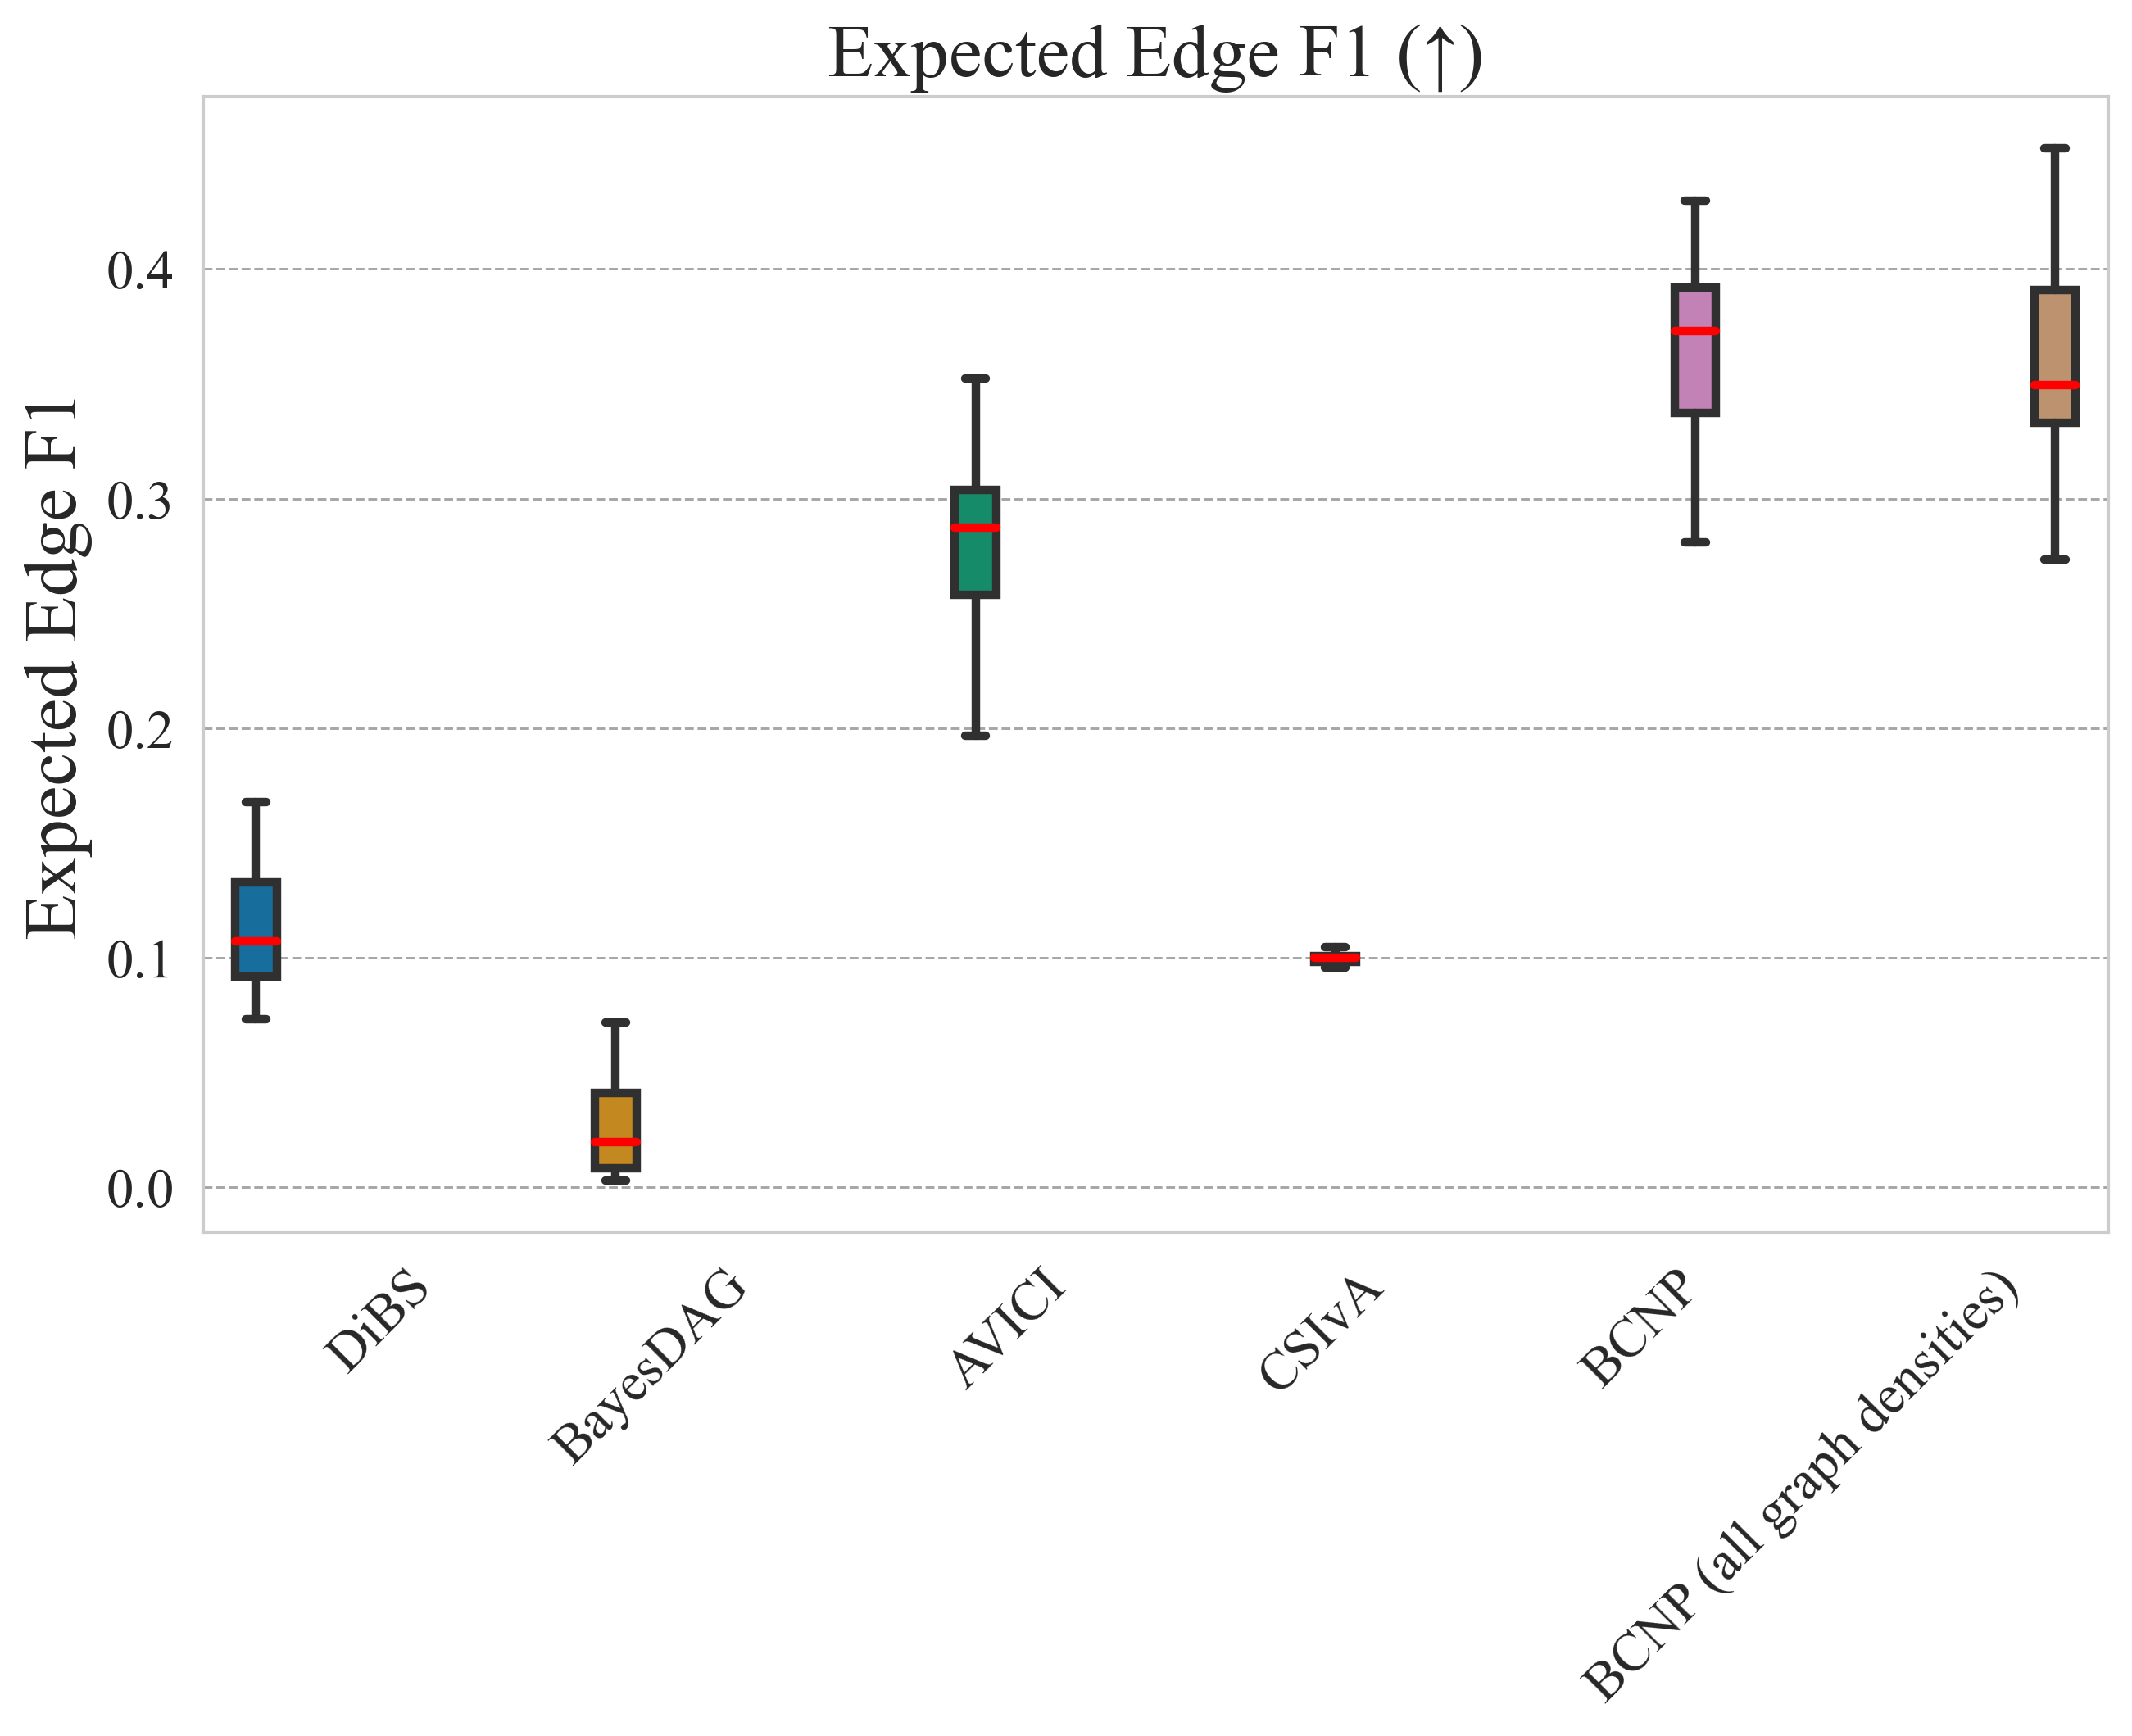 Expected Edge F1 (↑)
Expected Edge F1
0.4
0.3
0.2
0.1
0.0
DiBS
BayesDAG
AVICI
CSIvA
BCNP
BCNP (all graph densities)